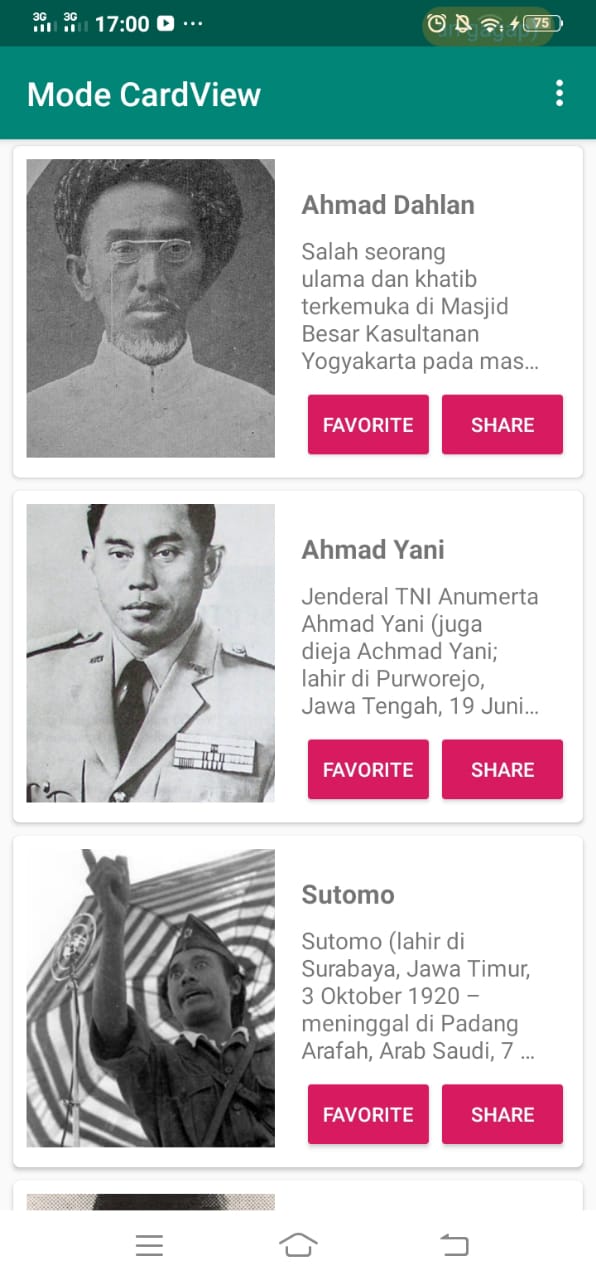 3G 3G 17:00 ... 75
Mode CardView
Ahmad Dahlan
Salah seorang
ulama dan khatib
terkemuka di Masjid
Besar Kasultanan
Yogyakarta pada mas...
FAVORITE SHARE
Ahmad Yani
Jenderal TNI Anumerta
Ahmad Yani (juga
dieja Achmad Yani;
lahir di Purworejo,
Jawa Tengah, 19 Juni...
FAVORITE SHARE
Sutomo
Sutomo (lahir di
Surabaya, Jawa Timur,
3 Oktober 1920 –
meninggal di Padang
Arafah, Arab Saudi, 7 ...
FAVORITE SHARE